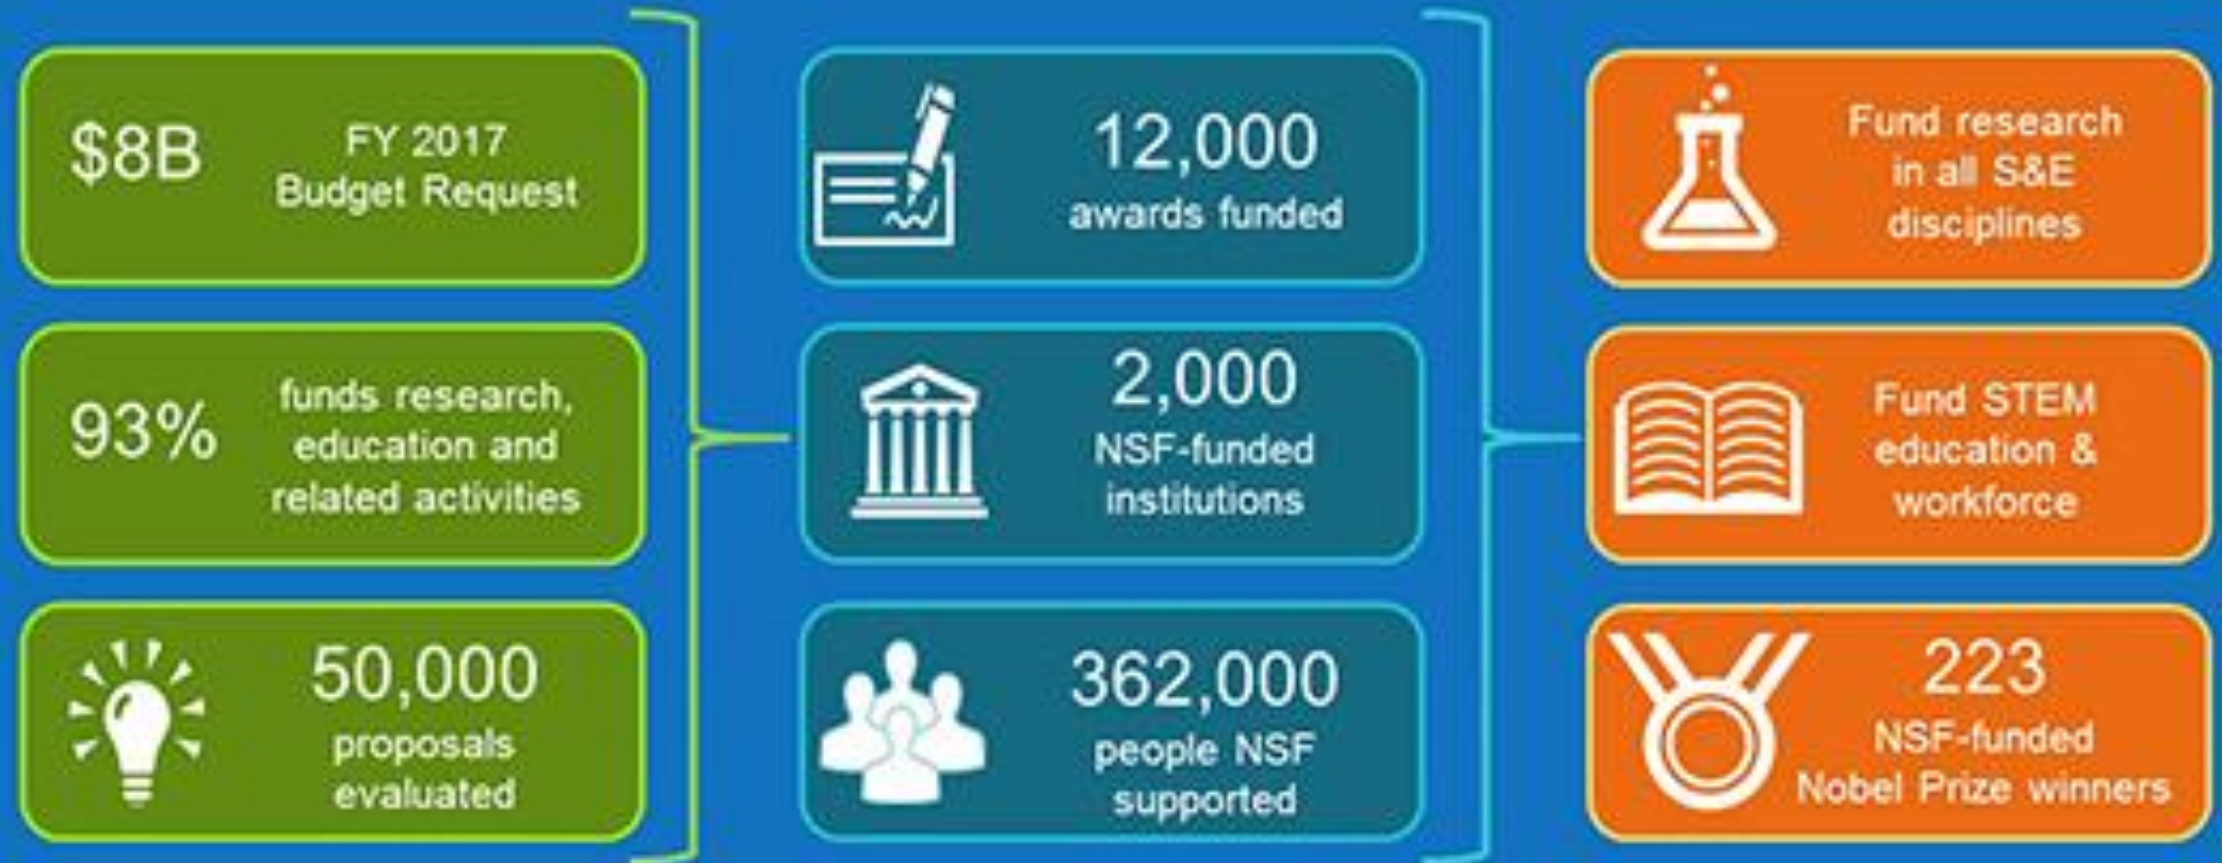 $8B
FY 2017
Budget Request
93%
funds research,
education and
related activities
50,000
proposals
evaluated
12,000
awards funded
2,000
NSF-funded
institutions
362,000
people NSF
supported
Fund research
in all S&E
disciplines
Fund STEM
education &
workforce
223
NSF-funded
Nobel Prize winners